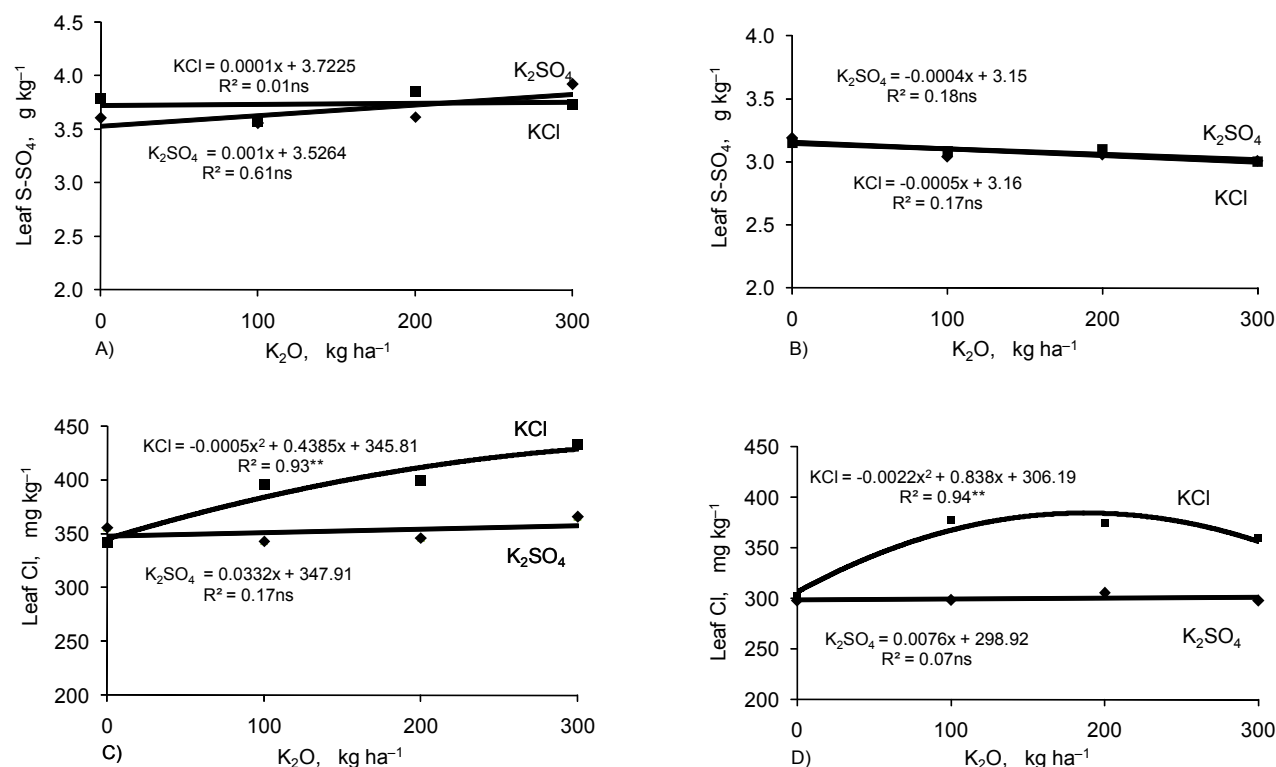 4.5
4.0
3.5
3.0
2.5
2.0
Leaf S-SO₄, g kg⁻¹
KCl = 0.0001x + 3.7225
R² = 0.01ns
K₂SO₄
KCl
K₂SO₄ = 0.001x + 3.5264
R² = 0.61ns
0 100 200 300
A) K₂O, kg ha⁻¹
4.0
3.5
3.0
2.5
2.0
Leaf S-SO₄, g kg⁻¹
K₂SO₄ = -0.0004x + 3.15
R² = 0.18ns
K₂SO₄
KCl = -0.0005x + 3.16
R² = 0.17ns
KCl
0 100 200 300
B) K₂O, kg ha⁻¹
450
400
350
300
250
200
Leaf Cl, mg kg⁻¹
KCl
KCl = -0.0005x² + 0.4385x + 345.81
R² = 0.93**
K₂SO₄
K₂SO₄ = 0.0332x + 347.91
R² = 0.17ns
0 100 200 300
C) K₂O, kg ha⁻¹
450
400
350
300
250
200
Leaf Cl, mg kg⁻¹
KCl = -0.0022x² + 0.838x + 306.19
R² = 0.94**
KCl
K₂SO₄ = 0.0076x + 298.92
R² = 0.07ns
K₂SO₄
0 100 200 300
D) K₂O, kg ha⁻¹